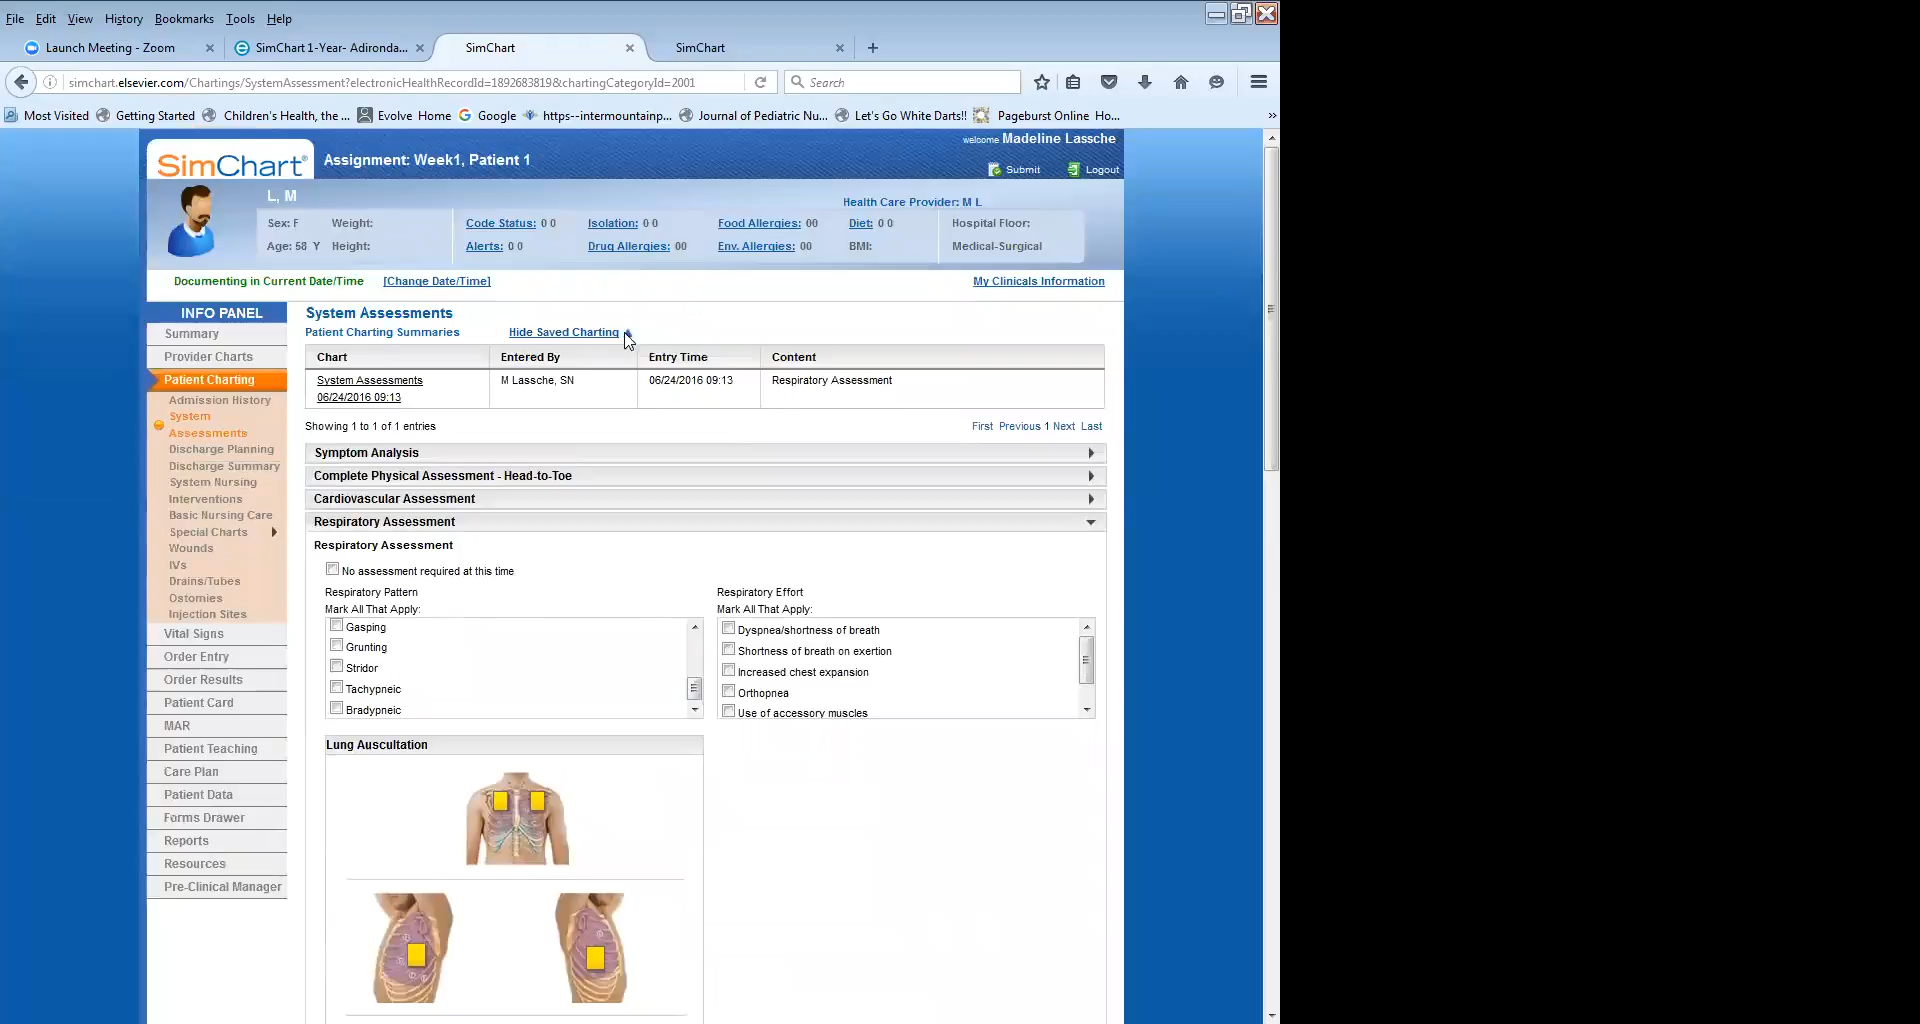 File Edit View History Bookmarks Tools Help
Launch Meeting - Zoom
SimChart 1-Year- Adironda...
SimChart
SimChart
simchart.elsevier.com/Chartings/SystemAssessment?electronicHealthRecordId=1892683819&chartingCategoryId=2001
Search
Most Visited Getting Started Children's Health, the ... Evolve Home Google https--intermountainp... Journal of Pediatric Nu... Let's Go White Darts!! Pageburst Online Ho... »
SimChart®
Assignment: Week1, Patient 1
welcome Madeline Lassche
Submit Logout
L, M
Health Care Provider: M L
Sex: F Weight: Code Status: 0 0 Isolation: 0 0 Food Allergies: 00 Diet: 0 0 Hospital Floor:
Age: 58 Y Height: Alerts: 0 0 Drug Allergies: 00 Env. Allergies: 00 BMI: Medical-Surgical
Documenting in Current Date/Time [Change Date/Time] My Clinicals Information
INFO PANEL
Summary
Provider Charts
Patient Charting
Admission History
System
Assessments
Discharge Planning
Discharge Summary
System Nursing
Interventions
Basic Nursing Care
Special Charts
Wounds
IVs
Drains/Tubes
Ostomies
Injection Sites
Vital Signs
Order Entry
Order Results
Patient Card
MAR
Patient Teaching
Care Plan
Patient Data
Forms Drawer
Reports
Resources
Pre-Clinical Manager
System Assessments
Patient Charting Summaries Hide Saved Charting
Chart Entered By Entry Time Content
System Assessments M Lassche, SN 06/24/2016 09:13 Respiratory Assessment
06/24/2016 09:13
Showing 1 to 1 of 1 entries First Previous 1 Next Last
Symptom Analysis
Complete Physical Assessment - Head-to-Toe
Cardiovascular Assessment
Respiratory Assessment
Respiratory Assessment
No assessment required at this time
Respiratory Pattern
Mark All That Apply:
Gasping
Grunting
Stridor
Tachypneic
Bradypneic
Respiratory Effort
Mark All That Apply:
Dyspnea/shortness of breath
Shortness of breath on exertion
Increased chest expansion
Orthopnea
Use of accessory muscles
Lung Auscultation